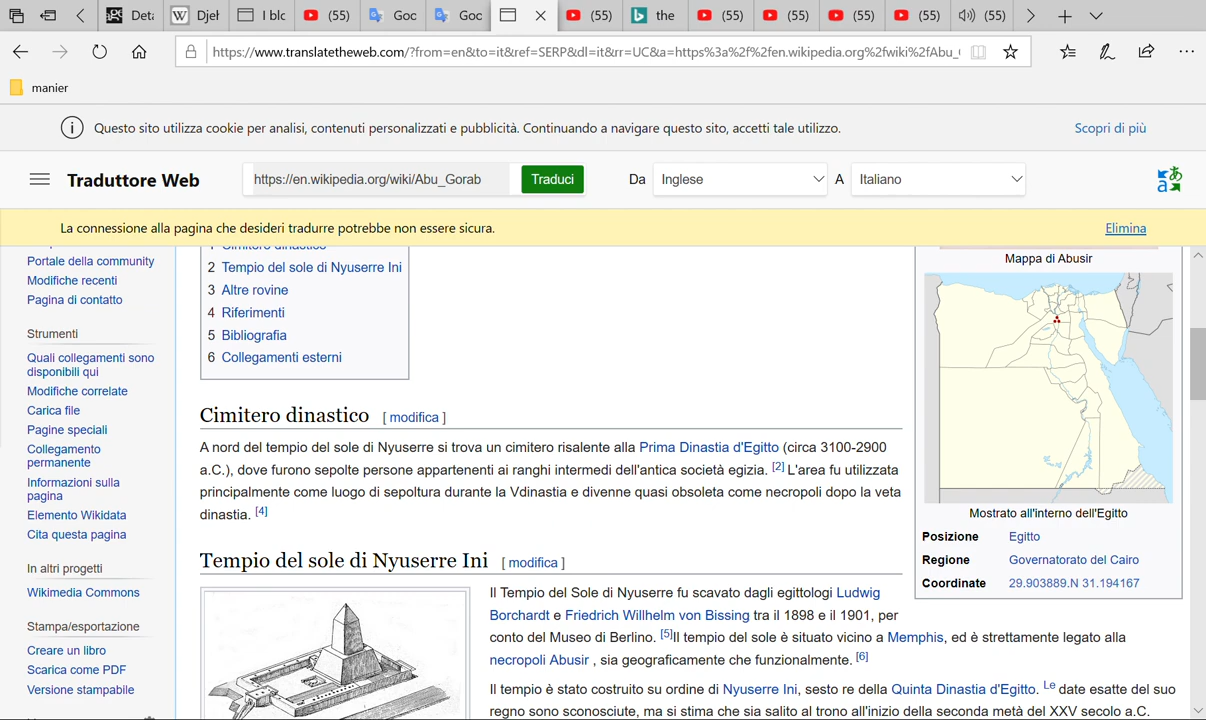 Deta
Djeh
I blc
(55)
Goc
Goc
(55)
the
(55)
(55)
(55)
(55)
(55)
https://www.translatetheweb.com/?from=en&to=it&ref=SERP&dl=it&rr=UC&a=https%3a%2f%2fen.wikipedia.org%2fwiki%2fAbu_
manier
Questo sito utilizza cookie per analisi, contenuti personalizzati e pubblicità. Continuando a navigare questo sito, accetti tale utilizzo.
Scopri di più
Traduttore Web
https://en.wikipedia.org/wiki/Abu_Gorab
Traduci
Da
Inglese
A
Italiano
La connessione alla pagina che desideri tradurre potrebbe non essere sicura.
Elimina
Portale della community
Modifiche recenti
Pagina di contatto
Strumenti
Quali collegamenti sono
disponibili qui
Modifiche correlate
Carica file
Pagine speciali
Collegamento
permanente
Informazioni sulla
pagina
Elemento Wikidata
Cita questa pagina
In altri progetti
Wikimedia Commons
Stampa/esportazione
Creare un libro
Scarica come PDF
Versione stampabile
1 Cimitero dinastico
2 Tempio del sole di Nyuserre Ini
3 Altre rovine
4 Riferimenti
5 Bibliografia
6 Collegamenti esterni
Cimitero dinastico [ modifica ]
A nord del tempio del sole di Nyuserre si trova un cimitero risalente alla Prima Dinastia d'Egitto (circa 3100-2900
a.C.), dove furono sepolte persone appartenenti ai ranghi intermedi dell'antica società egizia. [2] L'area fu utilizzata
principalmente come luogo di sepoltura durante la Vdinastia e divenne quasi obsoleta come necropoli dopo la veta
dinastia. [4]
Tempio del sole di Nyuserre Ini [ modifica ]
Il Tempio del Sole di Nyuserre fu scavato dagli egittologi Ludwig
Borchardt e Friedrich Willhelm von Bissing tra il 1898 e il 1901, per
conto del Museo di Berlino. [5]Il tempio del sole è situato vicino a Memphis, ed è strettamente legato alla
necropoli Abusir , sia geograficamente che funzionalmente. [6]
Il tempio è stato costruito su ordine di Nyuserre Ini, sesto re della Quinta Dinastia d'Egitto. Le date esatte del suo
regno sono sconosciute, ma si stima che sia salito al trono all'inizio della seconda metà del XXV secolo a.C.
Mappa di Abusir
Mostrato all'interno dell'Egitto
Posizione Egitto
Regione Governatorato del Cairo
Coordinate 29.903889.N 31.194167